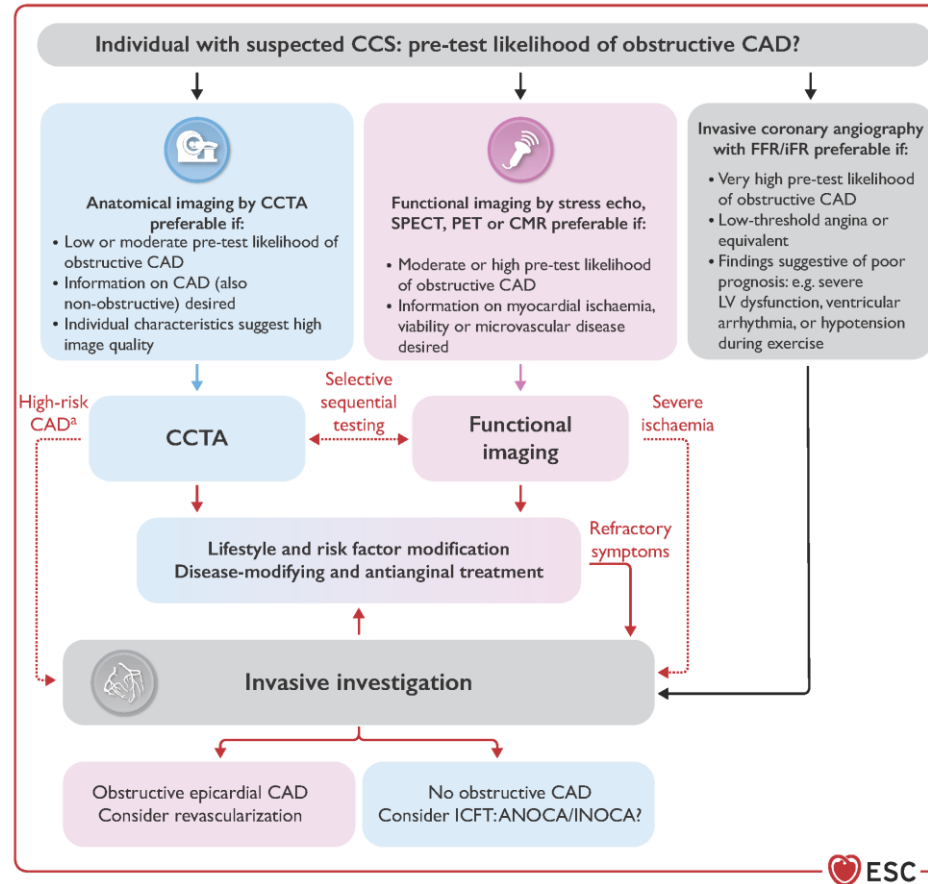 Individual with suspected CCS: pre-test likelihood of obstructive CAD?
Anatomical imaging by CCTA
preferable if:
• Low or moderate pre-test likelihood of
obstructive CAD
• Information on CAD (also
non-obstructive) desired
• Individual characteristics suggest high
image quality
Functional imaging by stress echo,
SPECT, PET or CMR preferable if:
• Moderate or high pre-test likelihood
of obstructive CAD
• Information on myocardial ischaemia,
viability or microvascular disease
desired
Invasive coronary angiography
with FFR/iFR preferable if:
• Very high pre-test likelihood
of obstructive CAD
• Low-threshold angina or
equivalent
• Findings suggestive of poor
prognosis: e.g. severe
LV dysfunction, ventricular
arrhythmia, or hypotension
during exercise
High-risk
CADᵃ
CCTA
Selective
sequential
testing
Functional
imaging
Severe
ischaemia
Lifestyle and risk factor modification
Disease-modifying and antianginal treatment
Refractory
symptoms
Invasive investigation
Obstructive epicardial CAD
Consider revascularization
No obstructive CAD
Consider ICFT:ANOCA/INOCA?
ESC